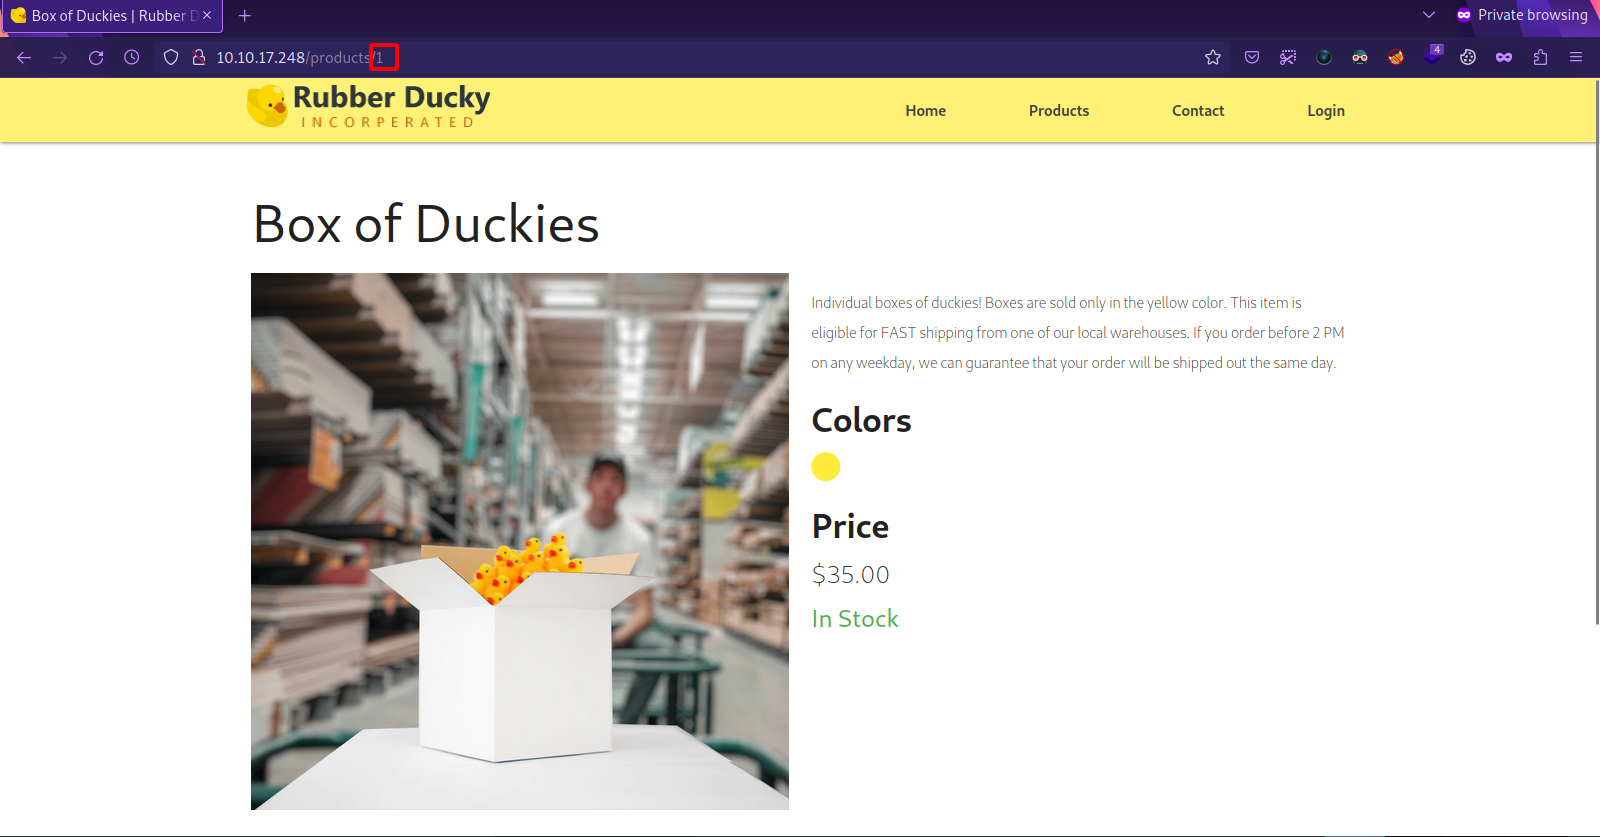 Box of Duckies | Rubber D
Private browsing
10.10.17.248/products/1
4
Rubber Ducky
INCORPERATED
Home
Products
Contact
Login
Box of Duckies
Individual boxes of duckies! Boxes are sold only in the yellow color. This item is
eligible for FAST shipping from one of our local warehouses. If you order before 2 PM
on any weekday, we can guarantee that your order will be shipped out the same day.
Colors
Price
$35.00
In Stock